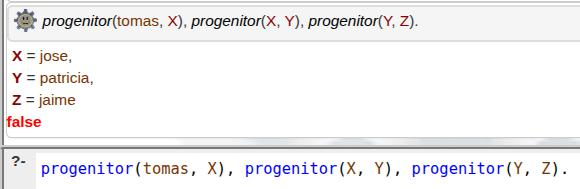 progenitor(tomas, X), progenitor(X, Y), progenitor(Y, Z).
X = jose,
Y = patricia,
Z = jaime
false
?- progenitor(tomas, X), progenitor(X, Y), progenitor(Y, Z).